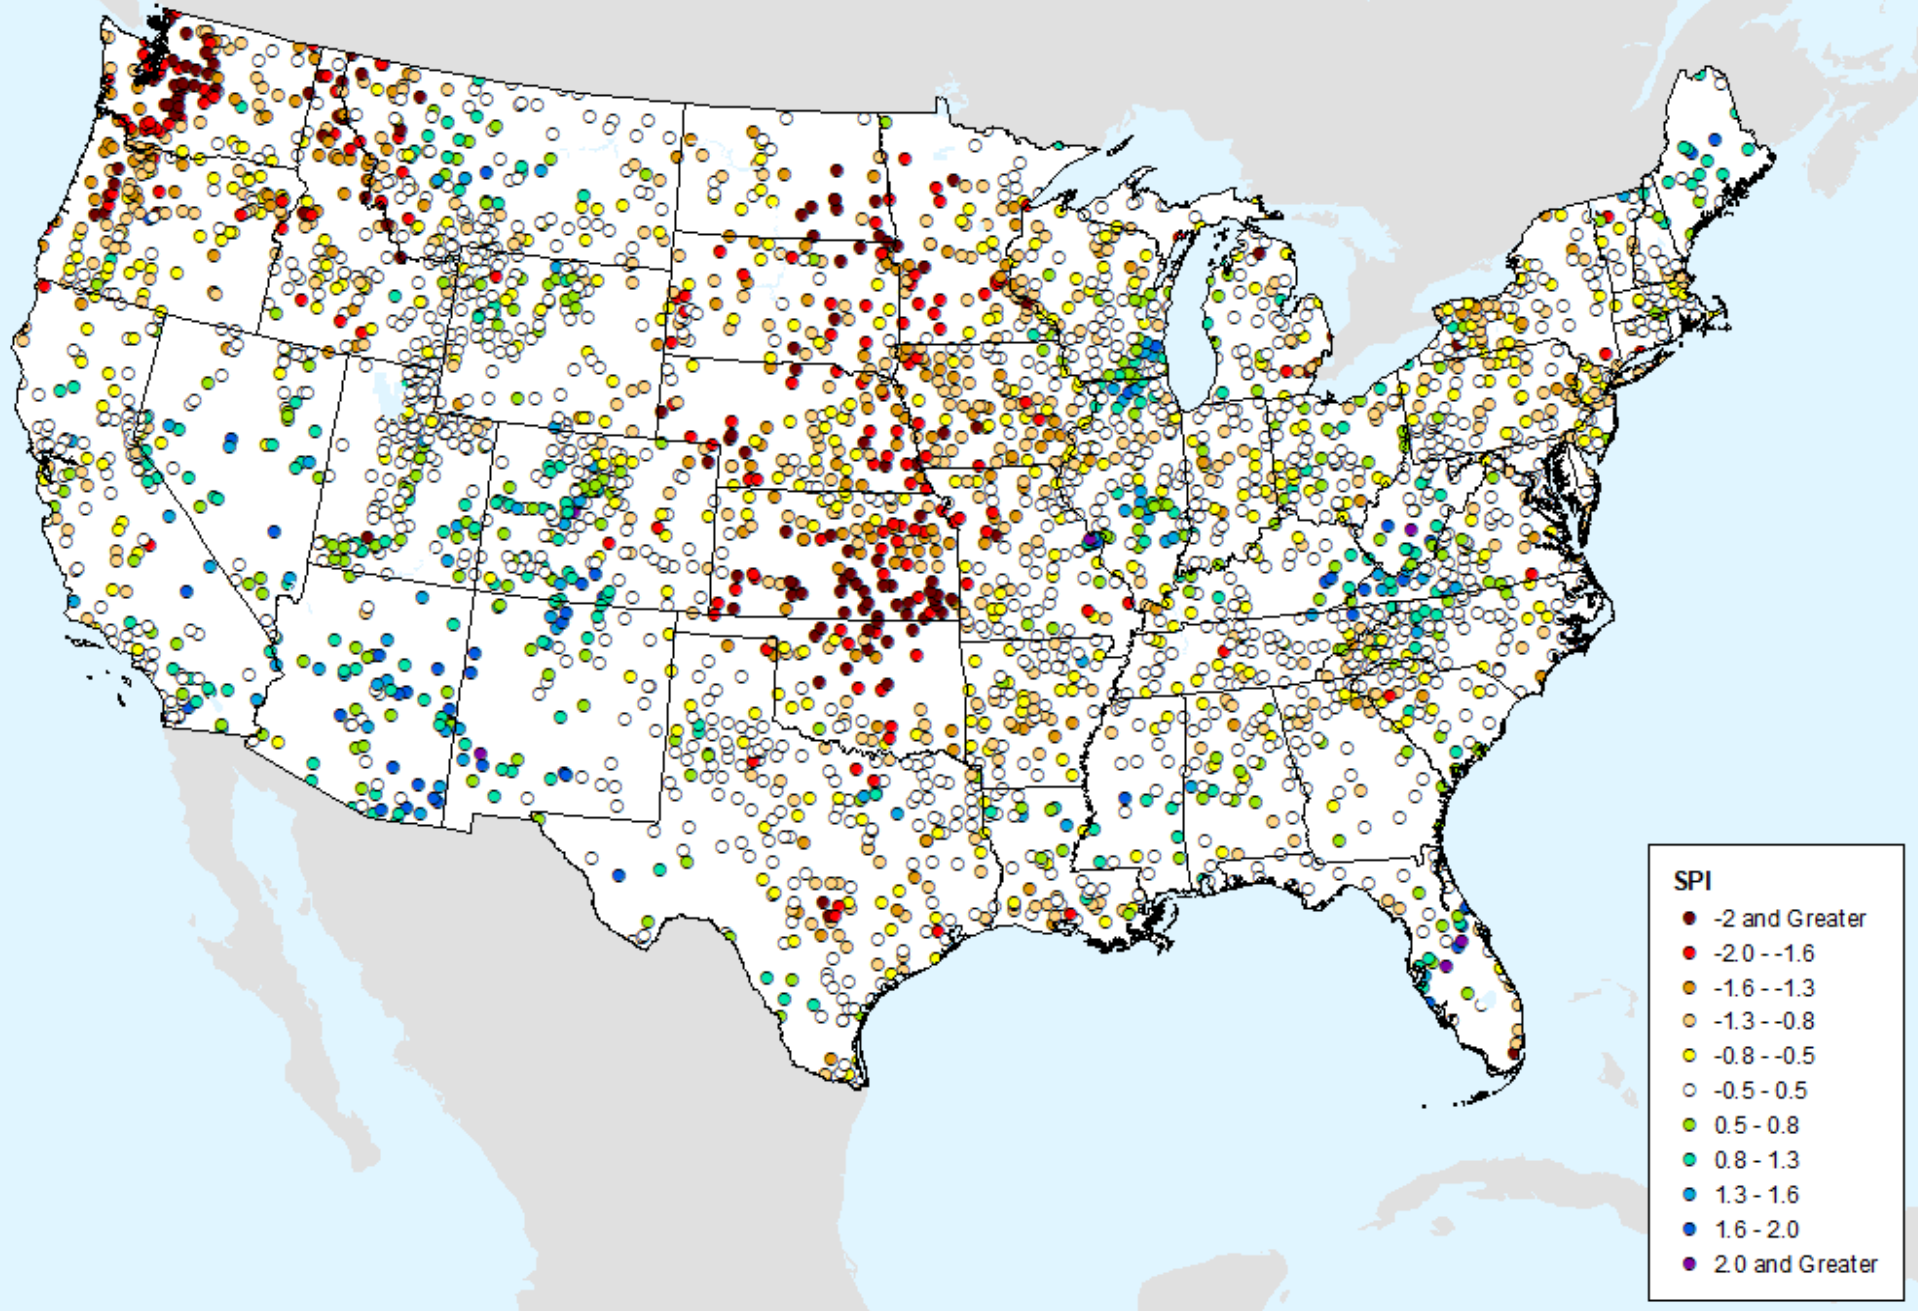 SPI
-2 and Greater
-2.0 - -1.6
-1.6 - -1.3
-1.3 - -0.8
-0.8 - -0.5
-0.5 - 0.5
0.5 - 0.8
0.8 - 1.3
1.3 - 1.6
1.6 - 2.0
2.0 and Greater